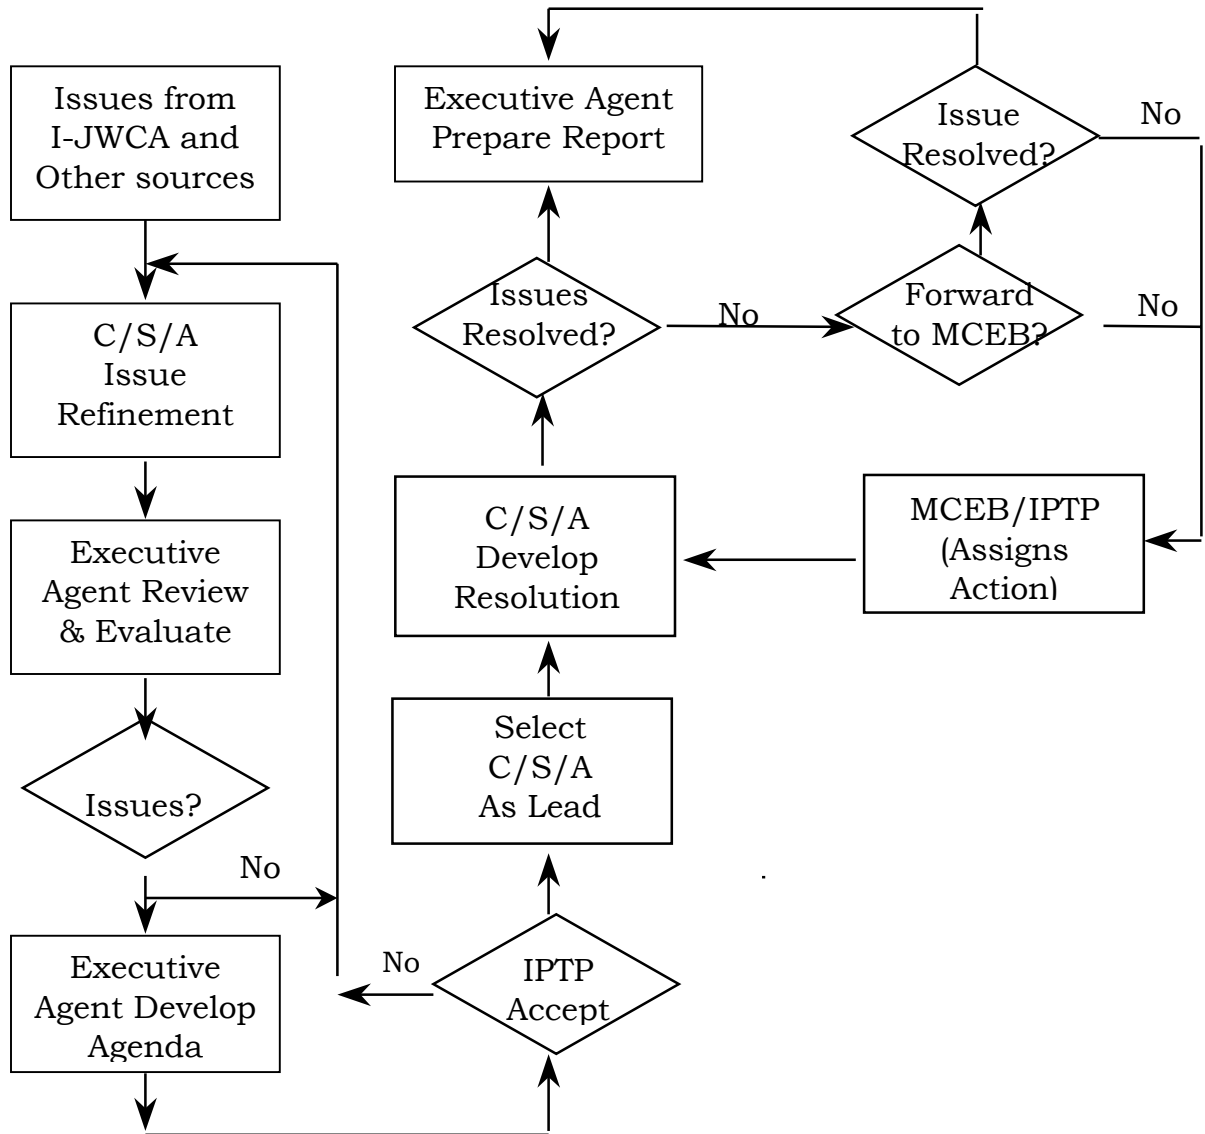 Issues from
I-JWCA and
Other sources
C/S/A
Issue
Refinement
Executive
Agent Review
& Evaluate
Issues?
No
Executive
Agent Develop
Agenda
No
IPTP
Accept
Select
C/S/A
As Lead
C/S/A
Develop
Resolution
Issues
Resolved?
No
Executive Agent
Prepare Report
Forward
to MCEB?
No
Issue
Resolved?
No
MCEB/IPTP
(Assigns
Action)